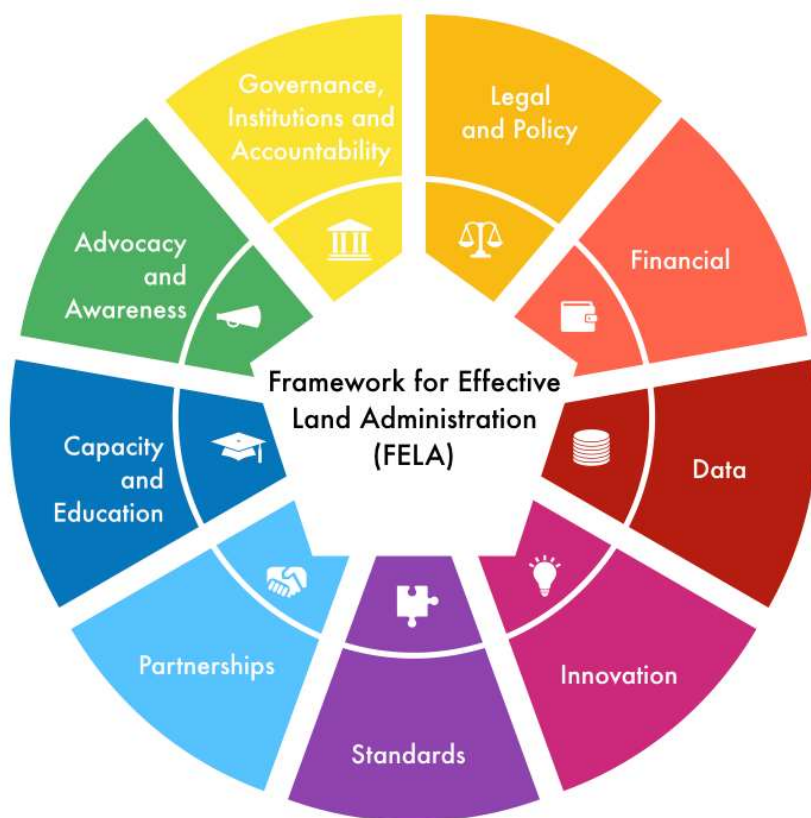 Governance,
Institutions and
Accountability
Legal
and Policy
Financial
Data
Innovation
Standards
Partnerships
Capacity
and
Education
Advocacy
and
Awareness
Framework for Effective
Land Administration
(FELA)